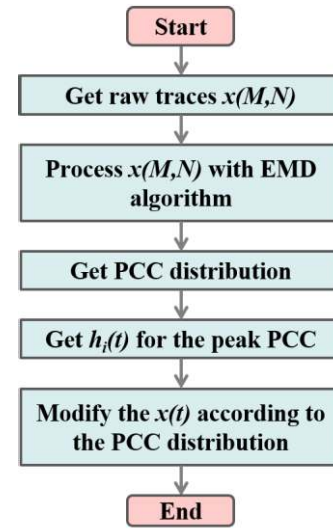 Start
Get raw traces x(M,N)
Process x(M,N) with EMD
algorithm
Get PCC distribution
Get hᵢ(t) for the peak PCC
Modify the x(t) according to
the PCC distribution
End